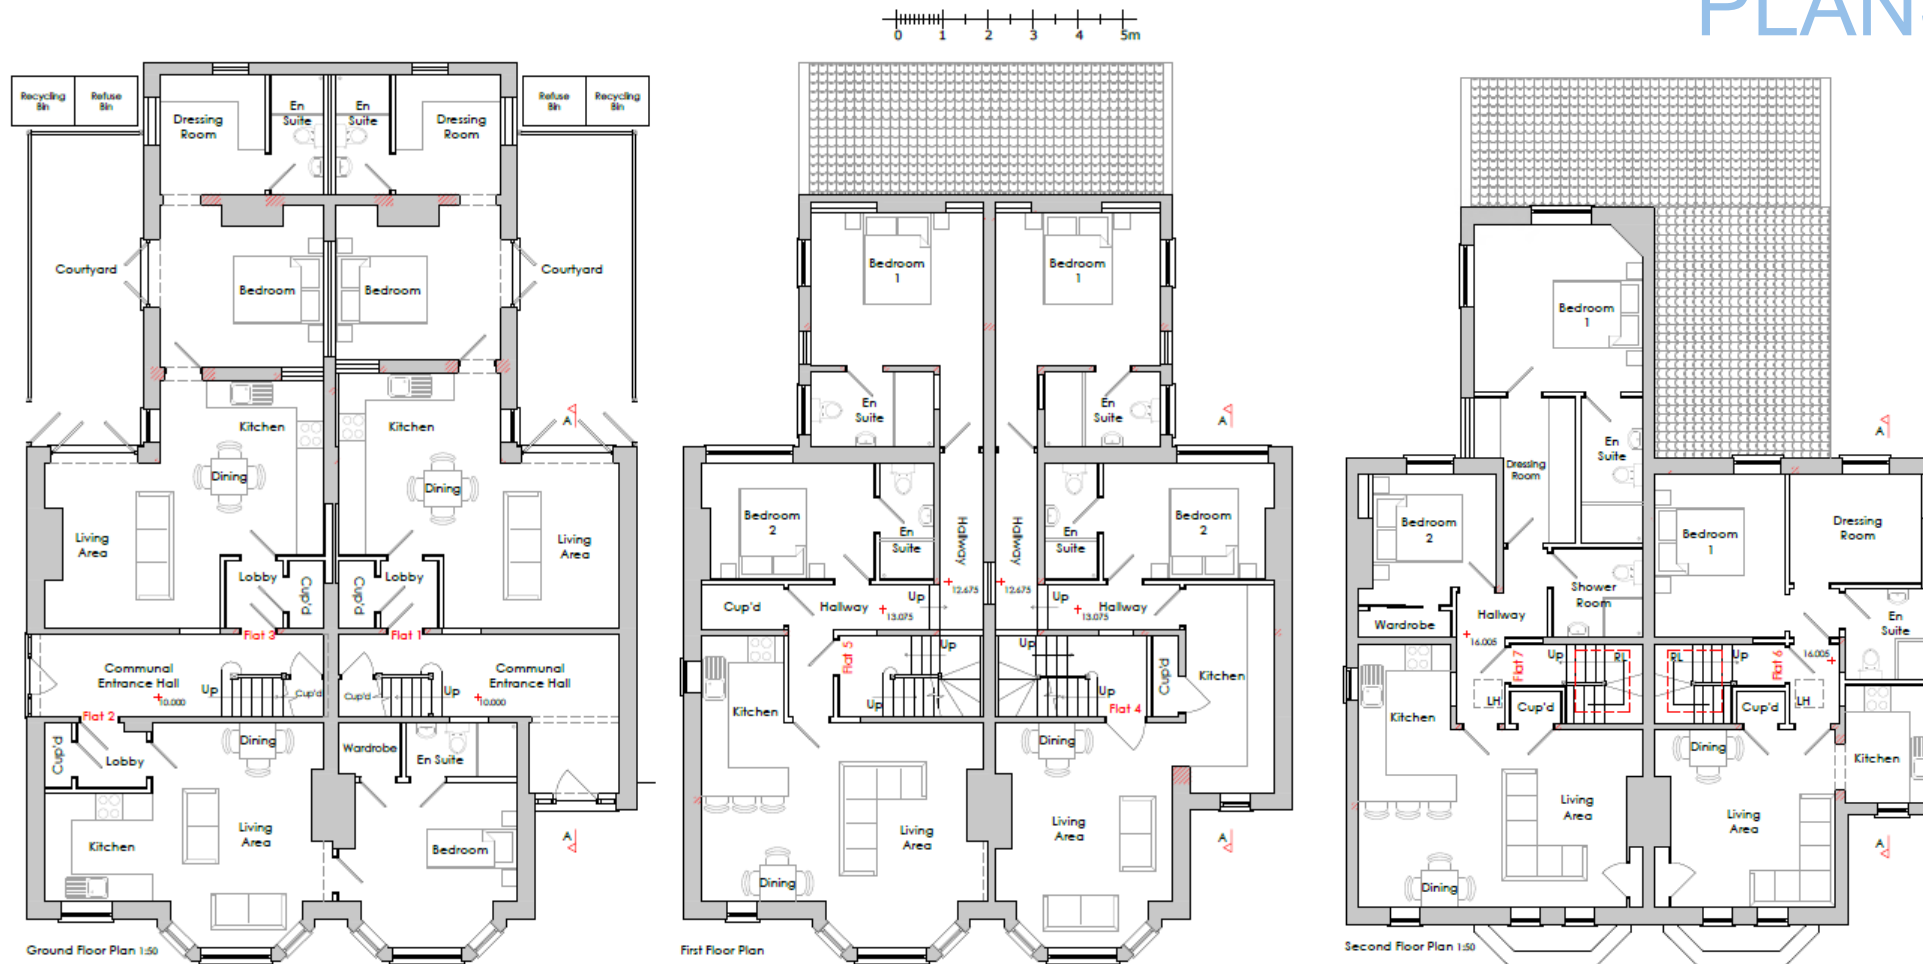 PLANS
0 1 2 3 4 5m
Recycling
Bin
Refuse
Bin
Refuse
Bin
Recycling
Bin
Dressing
Room
En
Suite
En
Suite
Dressing
Room
Courtyard
Bedroom
Bedroom
Courtyard
Kitchen
Kitchen
A
Dining
Dining
Living
Area
Living
Area
Lobby
Cup'd
Cup'd
Lobby
Flat 3
Flat 1
Communal
Entrance Hall
Up
10.000
Cup'd
Cup'd
Up
Communal
Entrance Hall
10.000
Flat 2
Cup'd
Lobby
Dining
Wardrobe
En Suite
Living
Area
Kitchen
Bedroom
A
Ground Floor Plan 1:50
Bedroom
1
Bedroom
1
En
Suite
En
Suite
A
Bedroom
2
En
Suite
Hallway
Hallway
En
Suite
Bedroom
2
12.675
12.675
Cup'd
Hallway
13.075
Up
Up
13.075
Hallway
Flat 5
Up
Up
Cup'd
Kitchen
Up
Up
Flat 4
Kitchen
Dining
Living
Area
Living
Area
Dining
A
First Floor Plan
Bedroom
1
A
En
Suite
Dressing
Room
Bedroom
2
Bedroom
1
Dressing
Room
Shower
Room
Wardrobe
Hallway
16.005
En
Suite
Flat 7
Up
RL
RL
Up
Flat 6
16.005
LH
Cup'd
Cup'd
LH
Kitchen
Dining
Kitchen
Living
Area
Living
Area
A
Dining
Second Floor Plan 1:50